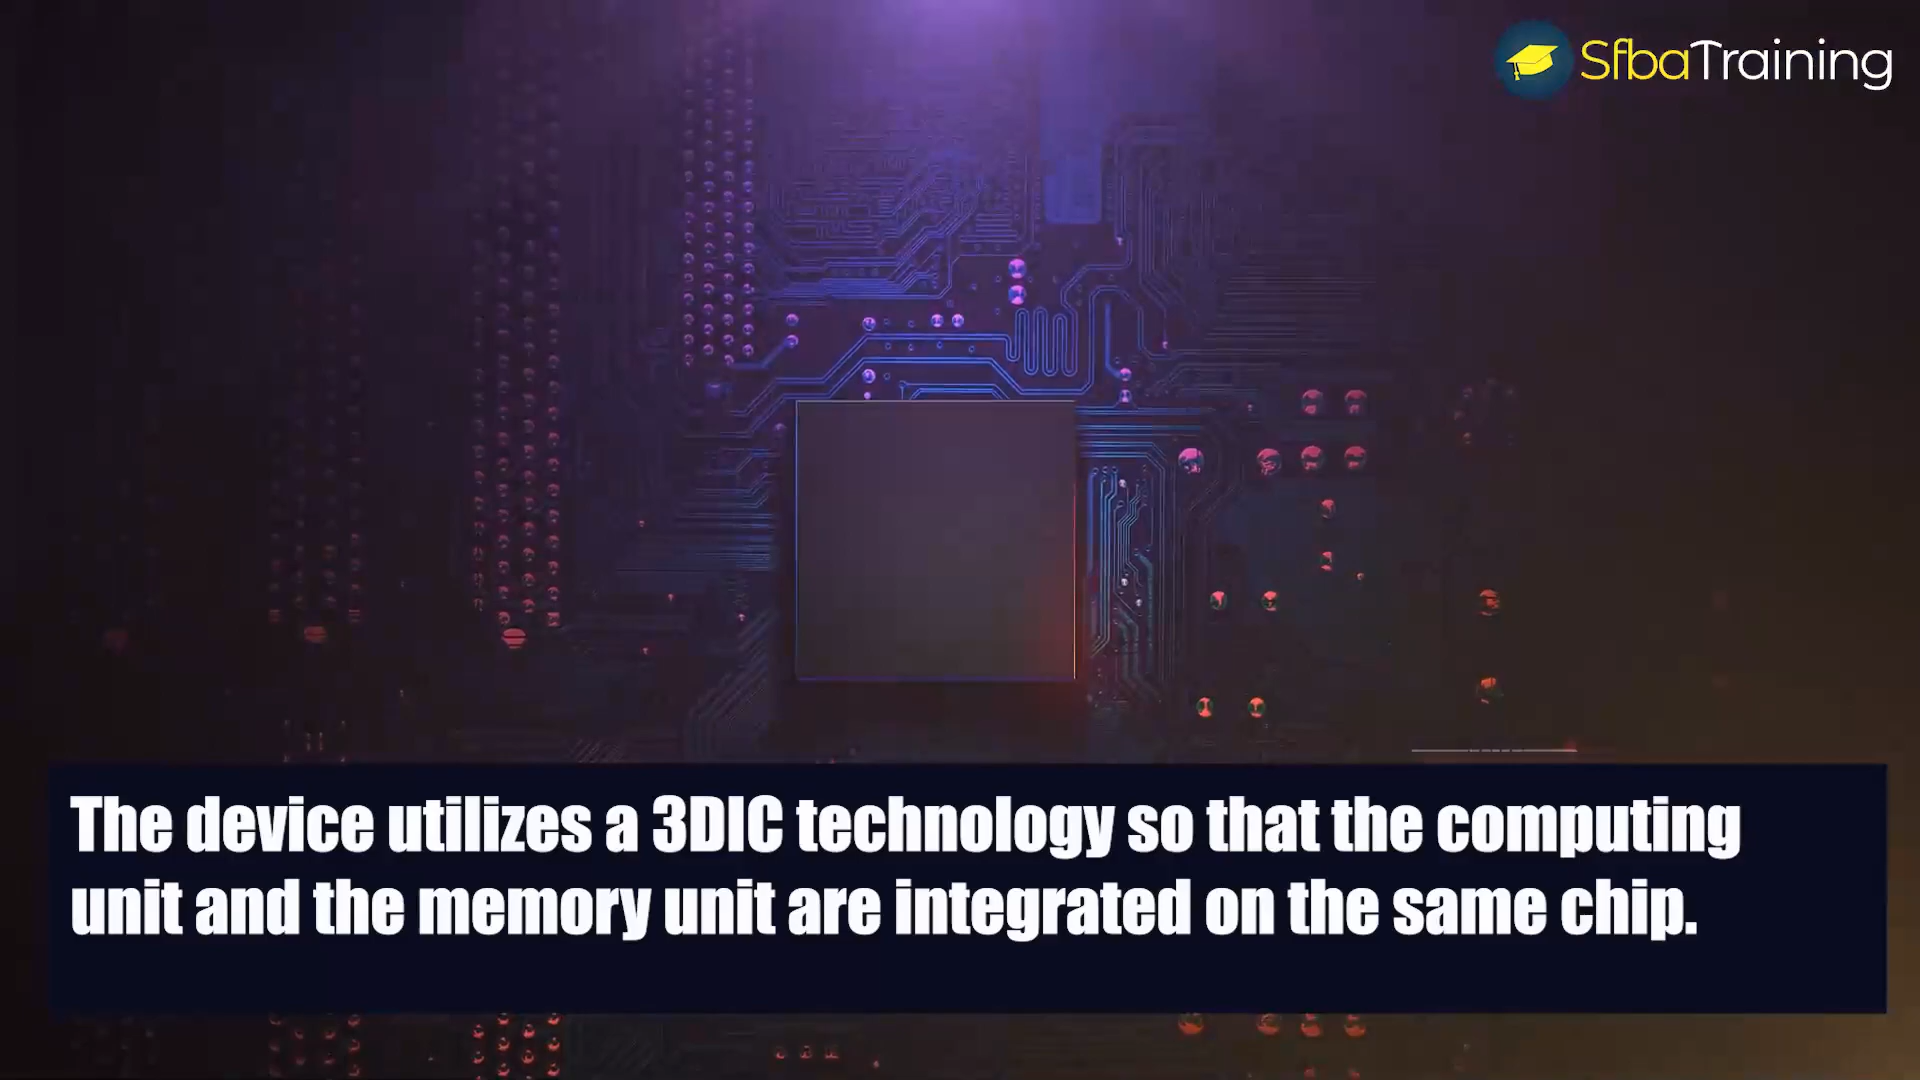 SfbaTraining
The device utilizes a 3DIC technology so that the computing
unit and the memory unit are integrated on the same chip.